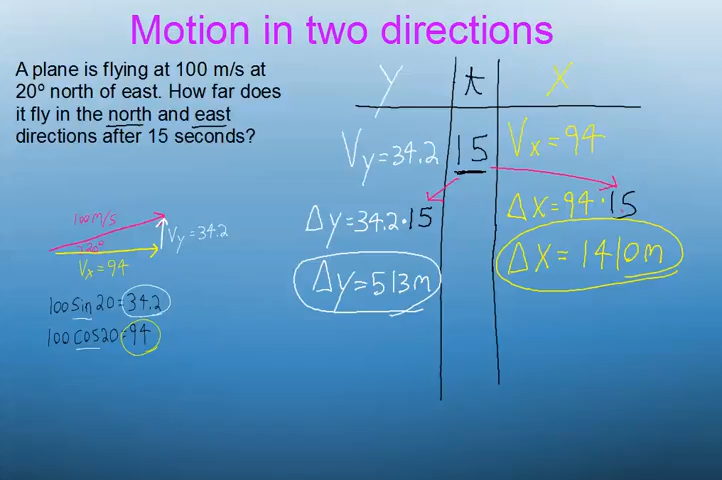 Motion in two directions
A plane is flying at 100 m/s at
20º north of east. How far does
it fly in the north and east
directions after 15 seconds?
y t x
Vy=34.2 15 Vx=94
Δy=34.2·15 Δx=94·15
Δy=513m Δx=1410m
100m/s
20º
Vy=34.2
Vx=94
100Sin20=34.2
100COS20=94